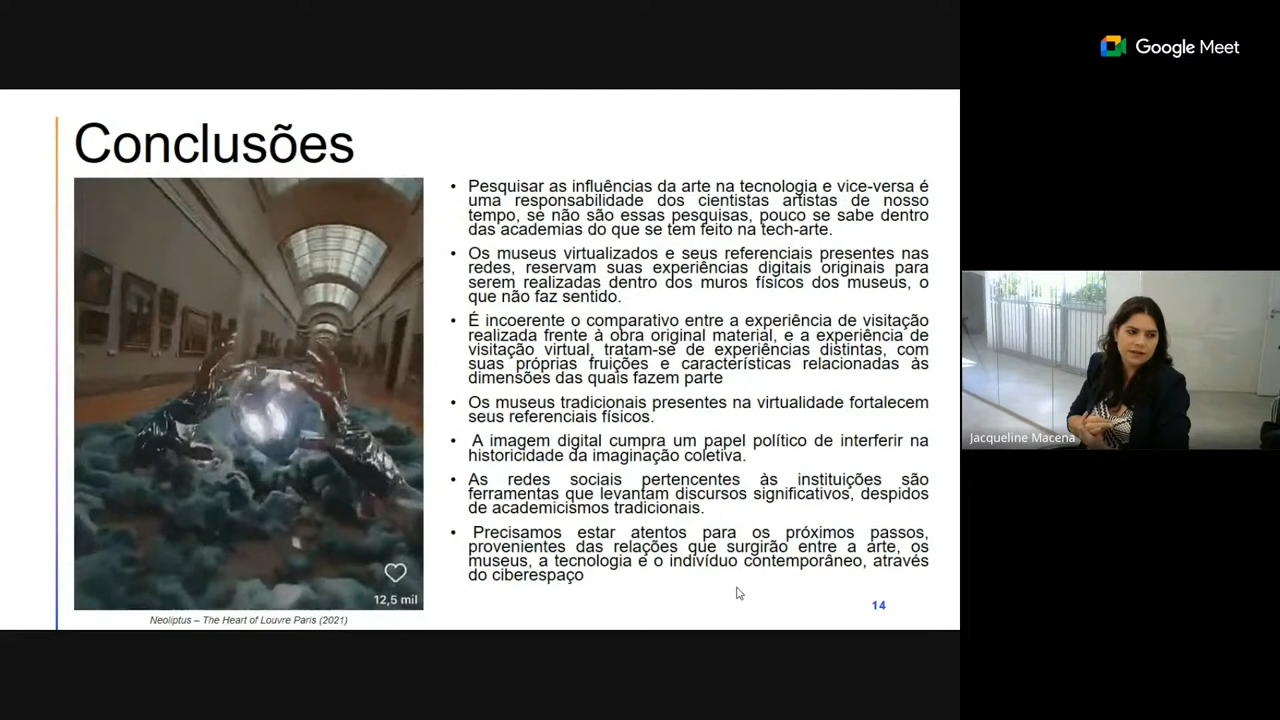 Google Meet
Conclusões
• Pesquisar as influências da arte na tecnologia e vice-versa é
uma responsabilidade dos cientistas artistas de nosso
tempo, se não são essas pesquisas, pouco se sabe dentro
das academias do que se tem feito na tech-arte.
• Os museus virtualizados e seus referenciais presentes nas
redes, reservam suas experiências digitais originais para
serem realizadas dentro dos muros físicos dos museus, o
que não faz sentido.
• É incoerente o comparativo entre a experiência de visitação
realizada frente à obra original material, e a experiência de
visitação virtual, tratam-se de experiências distintas, com
suas próprias fruições e características relacionadas às
dimensões das quais fazem parte
• Os museus tradicionais presentes na virtualidade fortalecem
seus referenciais físicos.
• A imagem digital cumpra um papel político de interferir na
historicidade da imaginação coletiva.
• As redes sociais pertencentes às instituições são
ferramentas que levantam discursos significativos, despidos
de academicismos tradicionais.
• Precisamos estar atentos para os próximos passos,
provenientes das relações que surgirão entre a arte, os
museus, a tecnologia e o indivíduo contemporâneo, através
do ciberespaço
12,5 mil
Neoliptus – The Heart of Louvre Paris (2021)
14
Jacqueline Macena